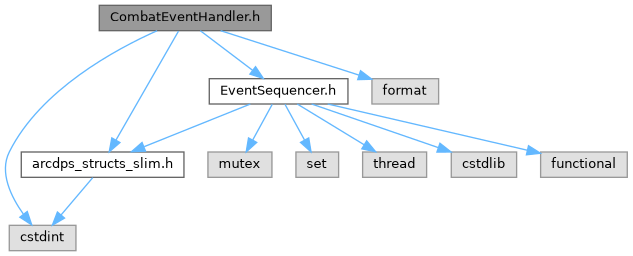 CombatEventHandler.h
EventSequencer.h
format
arcdps_structs_slim.h
mutex
set
thread
cstdlib
functional
cstdint